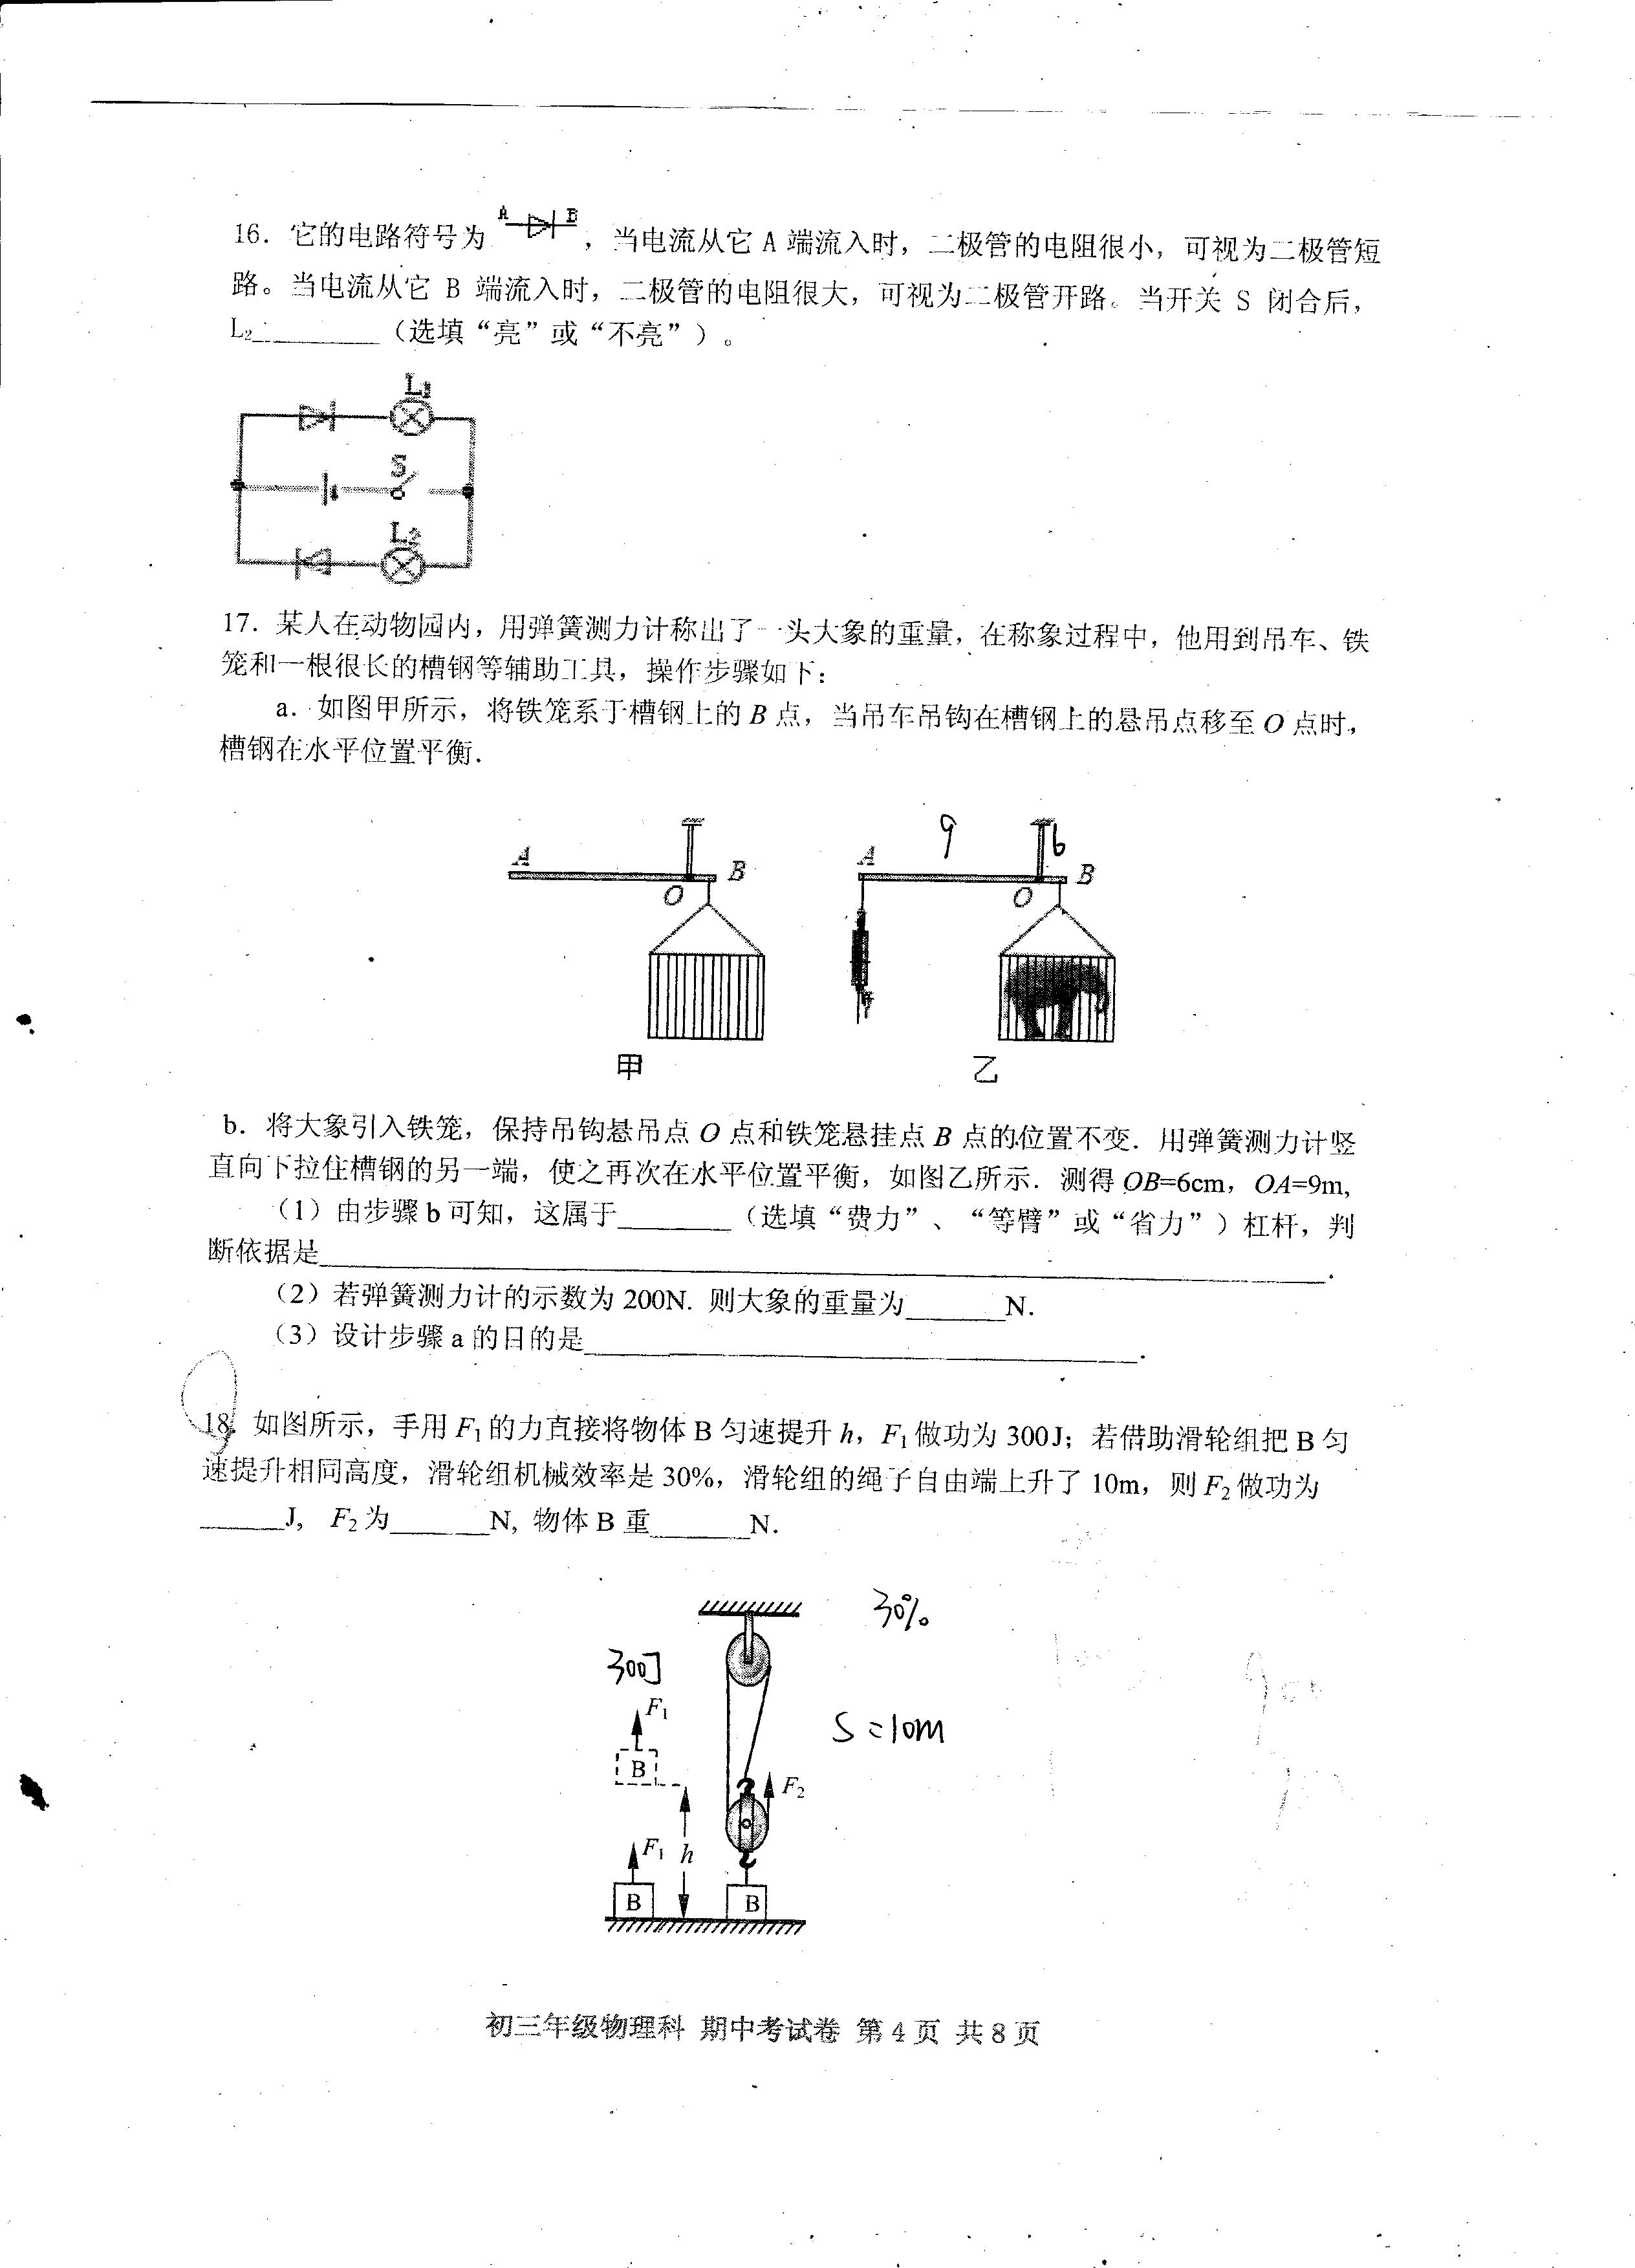 16．它的电路符号为 A B ，当电流从它 A 端流入时，二极管的电阻很小，可视为二极管短
路。当电流从它 B 端流入时，二极管的电阻很大，可视为二极管开路。当开关 S 闭合后，
L₂________（选填“亮”或“不亮”）。
L₁
S
L₂
17．某人在动物园内，用弹簧测力计称出了一头大象的重量，在称象过程中，他用到吊车、铁
笼和一根很长的槽钢等辅助工具，操作步骤如下：
a．如图甲所示，将铁笼系于槽钢上的 B 点，当吊车吊钩在槽钢上的悬吊点移至 O 点时，
槽钢在水平位置平衡．
9 6
A B A B
O O
甲 乙
b．将大象引入铁笼，保持吊钩悬吊点 O 点和铁笼悬挂点 B 点的位置不变．用弹簧测力计竖
直向下拉住槽钢的另一端，使之再次在水平位置平衡，如图乙所示．测得 OB=6cm，OA=9m,
（1）由步骤 b 可知，这属于________（选填“费力”、“等臂”或“省力”）杠杆，判
断依据是________________．
（2）若弹簧测力计的示数为 200N. 则大象的重量为_______N.
（3）设计步骤 a 的目的是________________．
18. 如图所示，手用 F₁ 的力直接将物体 B 匀速提升 h，F₁ 做功为 300J；若借助滑轮组把 B 匀
速提升相同高度，滑轮组机械效率是 30%，滑轮组的绳子自由端上升了 10m，则 F₂ 做功为
______J，F₂ 为_______N, 物体 B 重_______N.
30%
300J
F₁
S=10m
B
F₂
F₁ h
B B
初三年级物理科 期中考试卷 第 4 页 共 8 页